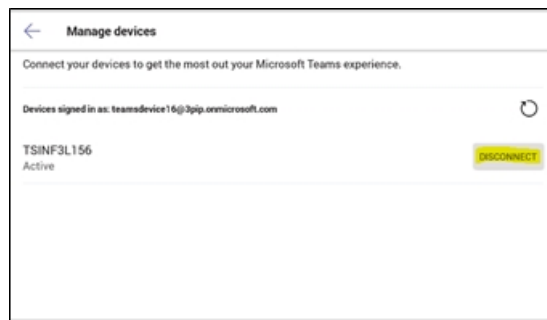 Manage devices
Connect your devices to get the most out your Microsoft Teams experience.
Devices signed in as: teamsdevice16@3pip.onmicrosoft.com
TSINF3L156
DISCONNECT
Active